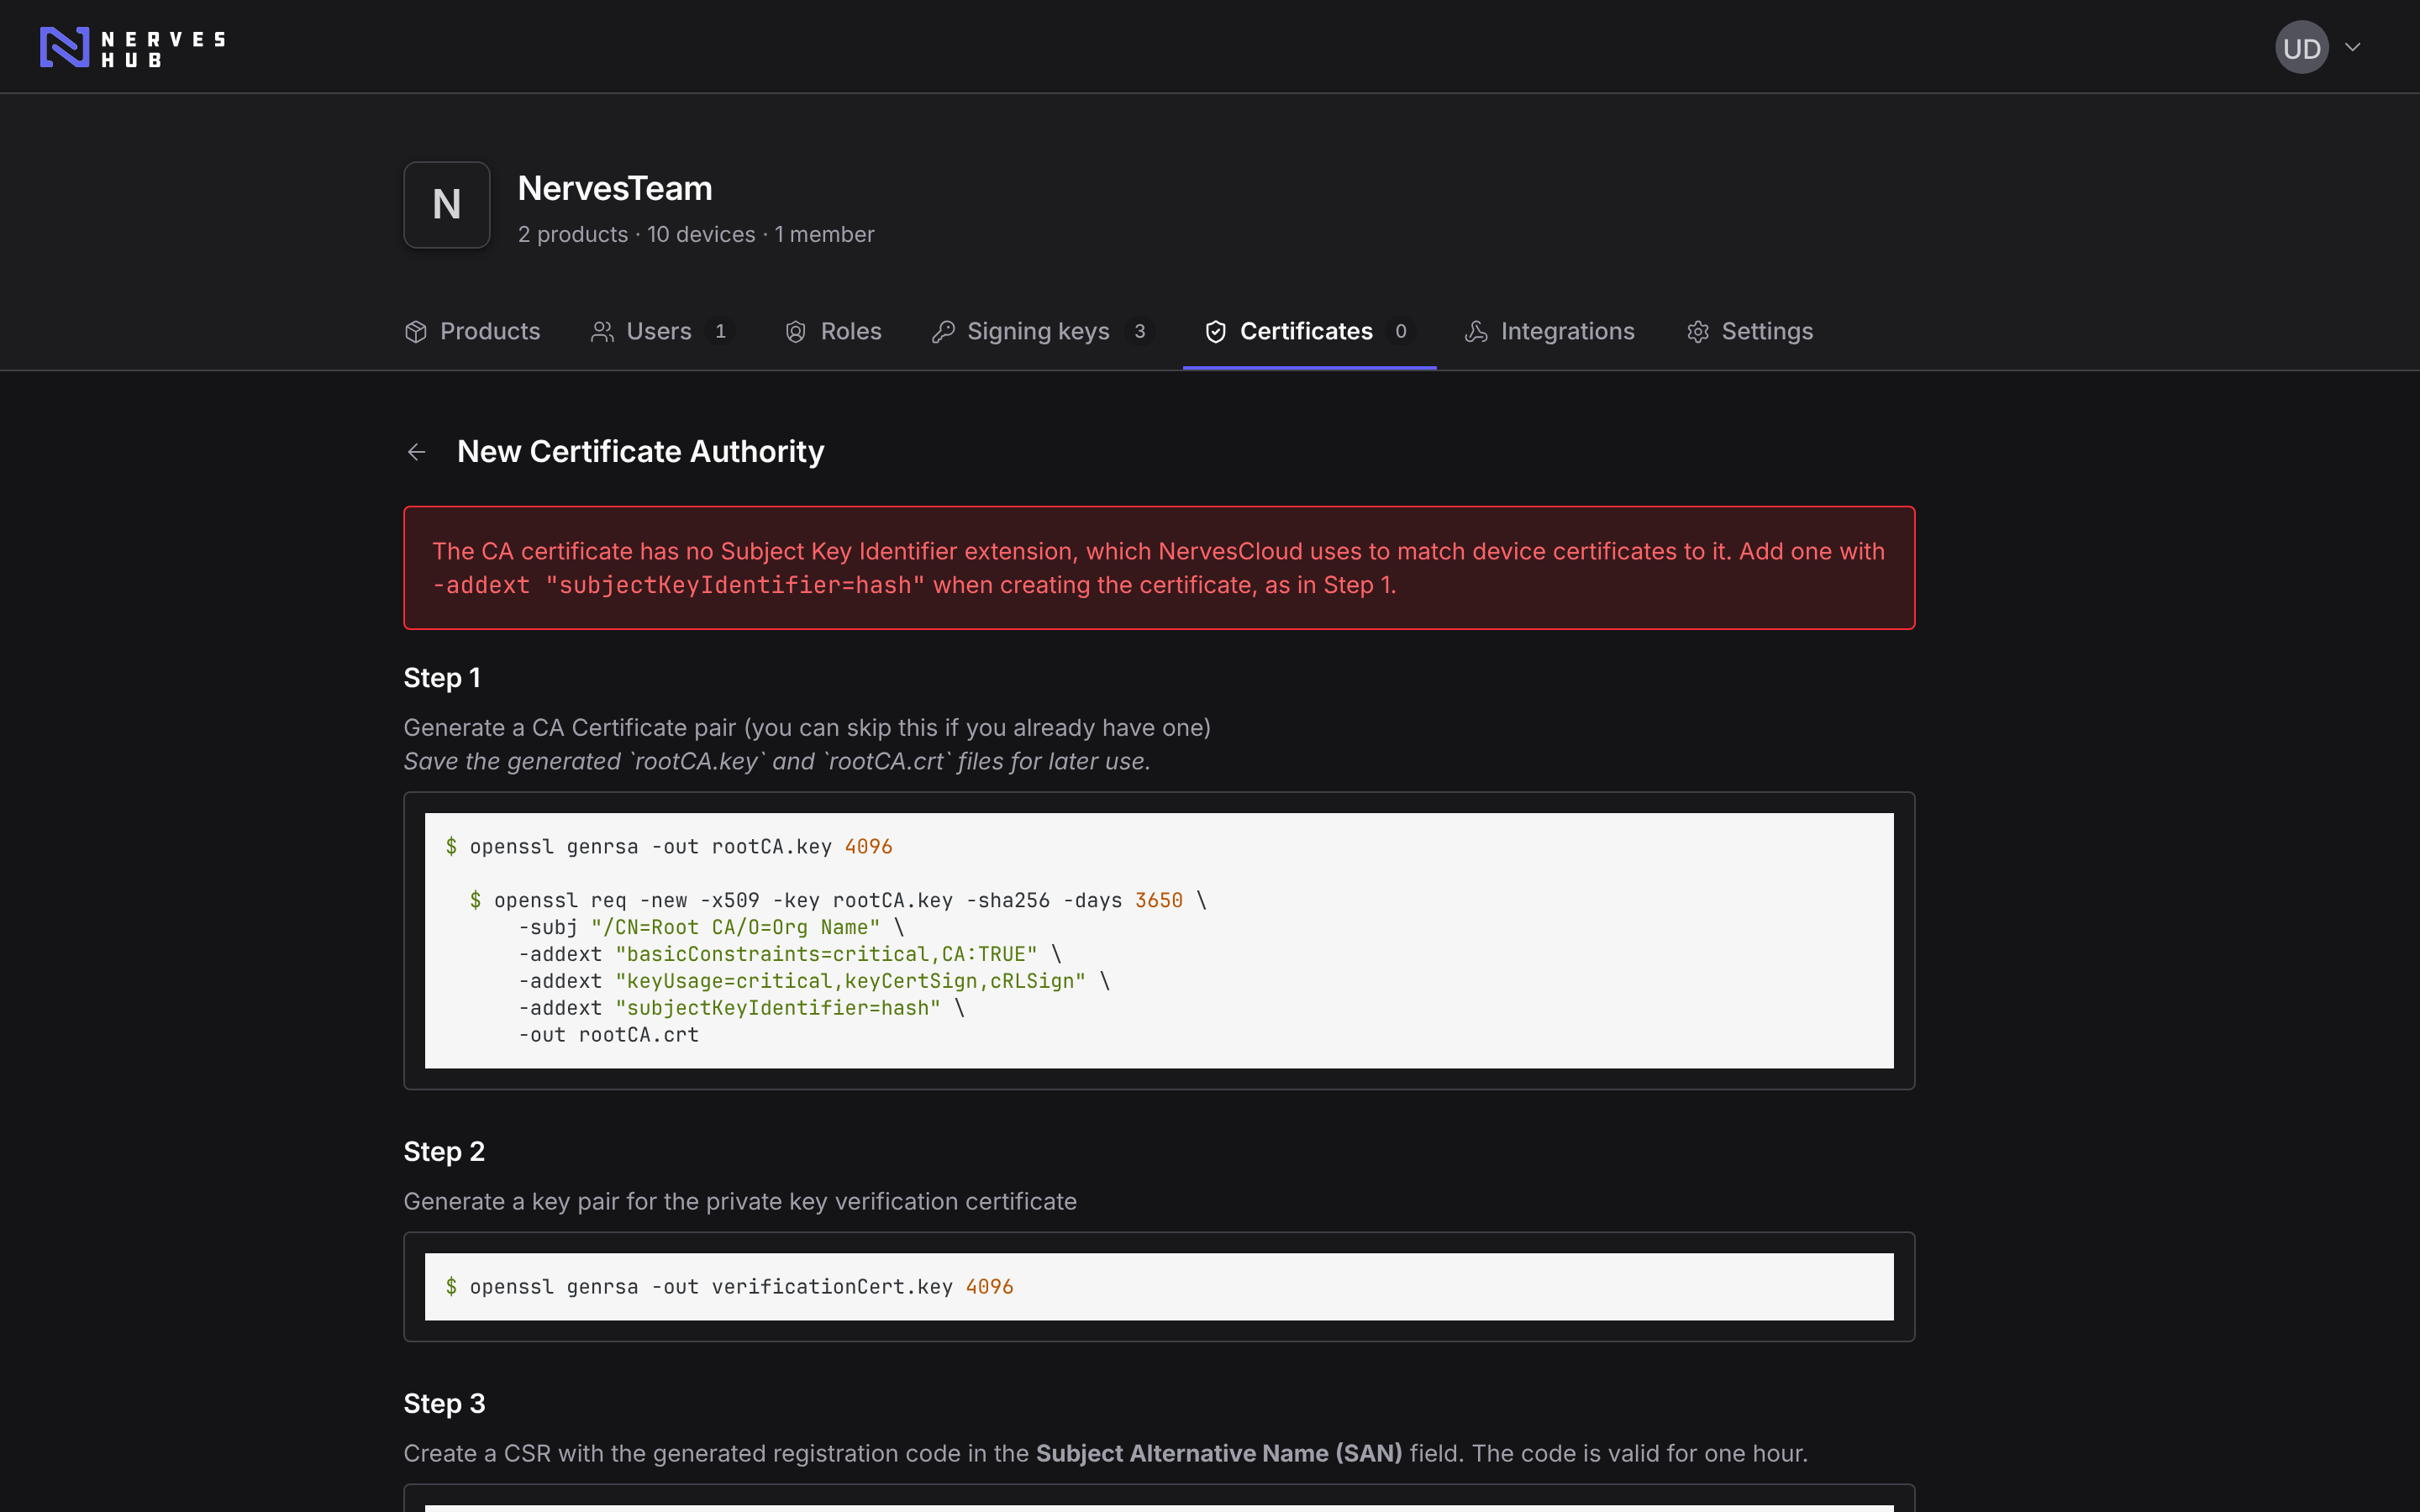 NERVES
HUB
UD
N
NervesTeam
2 products · 10 devices · 1 member
Products
Users 1
Roles
Signing keys 3
Certificates 0
Integrations
Settings
New Certificate Authority
The CA certificate has no Subject Key Identifier extension, which NervesCloud uses to match device certificates to it. Add one with
-addext "subjectKeyIdentifier=hash" when creating the certificate, as in Step 1.
Step 1
Generate a CA Certificate pair (you can skip this if you already have one)
Save the generated `rootCA.key` and `rootCA.crt` files for later use.
$ openssl genrsa -out rootCA.key 4096
$ openssl req -new -x509 -key rootCA.key -sha256 -days 3650 \
-subj "/CN=Root CA/O=Org Name" \
-addext "basicConstraints=critical,CA:TRUE" \
-addext "keyUsage=critical,keyCertSign,cRLSign" \
-addext "subjectKeyIdentifier=hash" \
-out rootCA.crt
Step 2
Generate a key pair for the private key verification certificate
$ openssl genrsa -out verificationCert.key 4096
Step 3
Create a CSR with the generated registration code in the Subject Alternative Name (SAN) field. The code is valid for one hour.